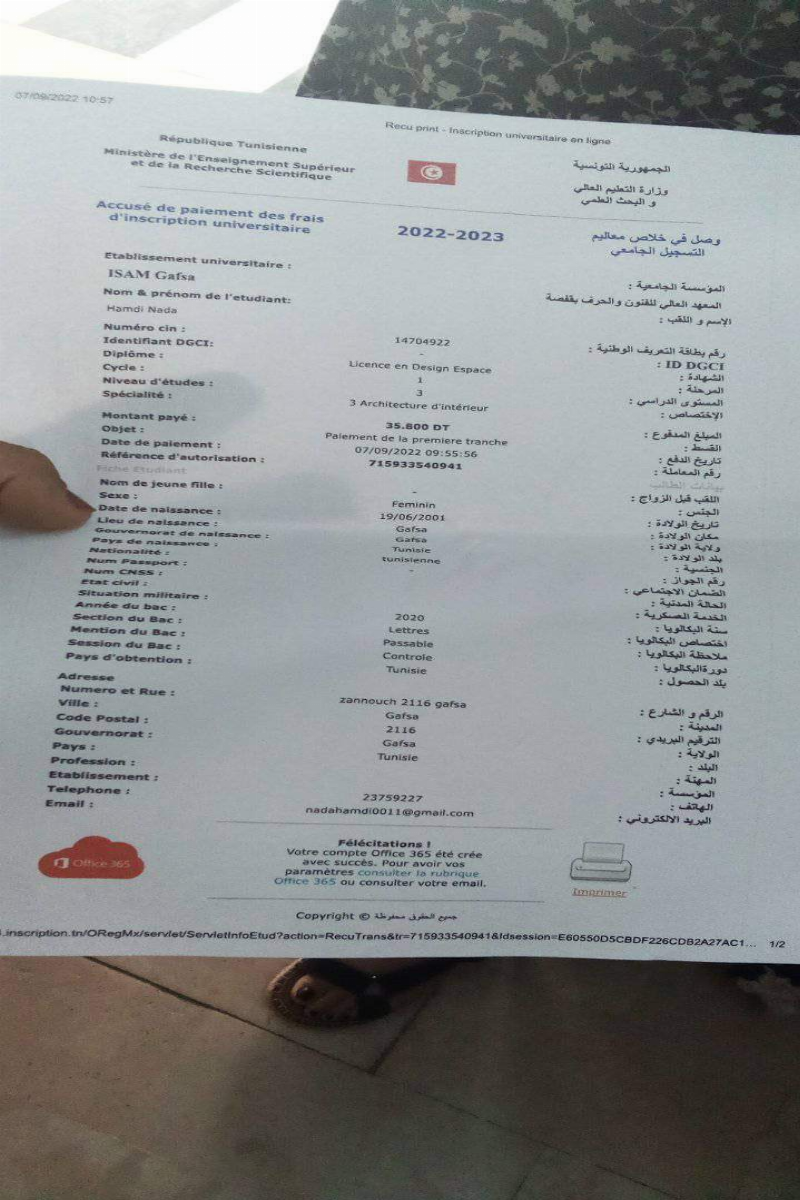 07/09/2022 10:57
Recu print - Inscription universitaire en ligne
République Tunisienne
Ministère de l'Enseignement Supérieur
et de la Recherche Scientifique
الجمهورية التونسية
وزارة التعليم العالي
و البحث العلمي
Accusé de paiement des frais
d'inscription universitaire
2022-2023
وصل في خلاص معاليم
التسجيل الجامعي
Etablissement universitaire :
المؤسسة الجامعية :
ISAM Gafsa
المعهد العالي للفنون والحرف بقفصة
Nom & prénom de l'etudiant:
الإسم و اللقب :
Hamdi Nada
Numéro cin : 14704922 رقم بطاقة التعريف الوطنية :
Identifiant DGCI: - ID DGCI :
Diplôme : Licence en Design Espace الشهادة :
Cycle : 1 المرحلة :
Niveau d'études : 3 المستوى الدراسي :
Spécialité : 3 Architecture d'intérieur الإختصاص :
Montant payé : 35.800 DT المبلغ المدفوع :
Objet : Paiement de la premiere tranche القسط :
Date de paiement : 07/09/2022 09:55:56 تاريخ الدفع :
Référence d'autorisation : 715933540941 رقم المعاملة :
Fiche étudiant بيانات الطالب
Nom de jeune fille : - اللقب قبل الزواج :
Sexe : Feminin الجنس :
Date de naissance : 19/06/2001 تاريخ الولادة :
Lieu de naissance : Gafsa مكان الولادة :
Gouvernorat de naissance : Gafsa ولاية الولادة :
Pays de naissance : Tunisie بلد الولادة :
Nationalité : tunisienne الجنسية :
Num Passport : - رقم الجواز :
Num CNSS : الضمان الاجتماعي :
Etat civil : الحالة المدنية :
Situation militaire : الخدمة العسكرية :
Année du bac : 2020 سنة البكالويا :
Section du Bac : Lettres اختصاص البكالويا :
Mention du Bac : Passable ملاحظة البكالويا :
Session du Bac : Controle دورةالبكالويا :
Pays d'obtention : Tunisie بلد الحصول :
Adresse
Numero et Rue : zannouch 2116 gafsa الرقم و الشارع :
Ville : Gafsa المدينة :
Code Postal : 2116 الترقيم البريدي :
Gouvernorat : Gafsa الولاية :
Pays : Tunisie البلد :
Profession : المهنة :
Etablissement : المؤسسة :
Telephone : 23759227 الهاتف :
Email : nadahamdi0011@gmail.com البريد الالكتروني :
Office 365
Félécitations !
Votre compte Office 365 été crée
avec succès. Pour avoir vos
paramètres consulter la rubrique
Office 365 ou consulter votre email.
Imprimer
Copyright © جميع الحقوق محفوظة
.inscription.tn/ORegMx/servlet/ServletInfoEtud?action=RecuTrans&tr=715933540941&Idsession=E60550D5CBDF226CDB2A27AC1... 1/2